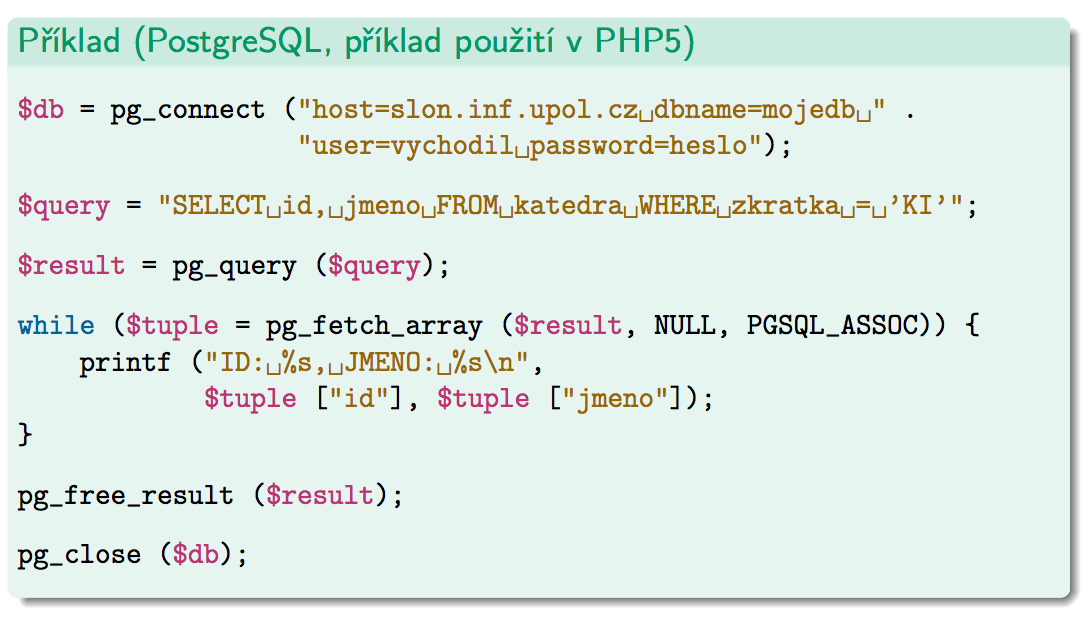 Příklad (PostgreSQL, příklad použití v PHP5)
$db = pg_connect ("host=slon.inf.upol.cz␣dbname=mojedb␣" .
"user=vychodil␣password=heslo");
$query = "SELECT␣id,␣jmeno␣FROM␣katedra␣WHERE␣zkratka␣=␣’KI’";
$result = pg_query ($query);
while ($tuple = pg_fetch_array ($result, NULL, PGSQL_ASSOC)) {
printf ("ID:␣%s,␣JMENO:␣%s\n",
$tuple ["id"], $tuple ["jmeno"]);
}
pg_free_result ($result);
pg_close ($db);